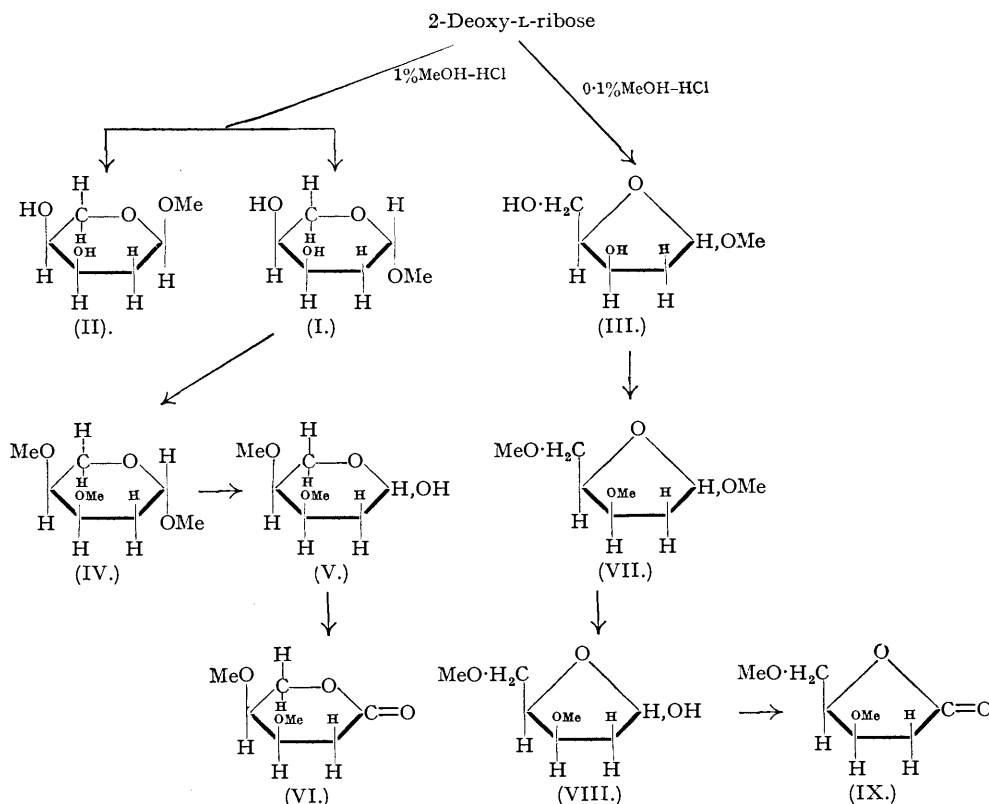 2-Deoxy-L-ribose
1%MeOH–HCl
0·1%MeOH–HCl
H
HO C O OMe
H OH H
H H H H
(II).
H
HO C O H
H OH H
H H H OMe
(I.)
O
HO·H₂C
OH H H,OMe
H H H
(III.)
H
MeO C O H
H OMe H
H H H OMe
(IV.)
H
MeO C O
H OMe H H,OH
H H H
(V.)
O
MeO·H₂C
OMe H H,OMe
H H H
(VII.)
H
MeO C O
H OMe H C=O
H H H
(VI.)
O
MeO·H₂C
OMe H H,OH
H H H
(VIII.)
O
MeO·H₂C
OMe H C=O
H H H
(IX.)